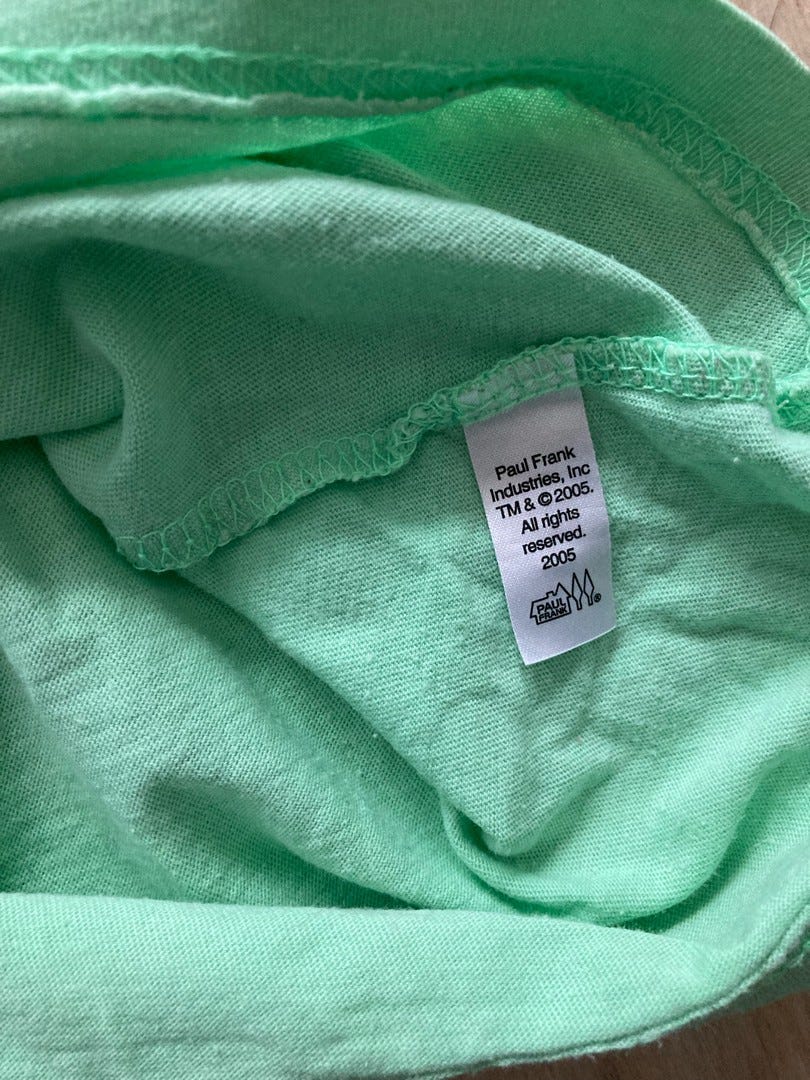 Paul Frank
Industries, Inc
TM & © 2005.
All rights
reserved.
2005
PAUL
FRANK
®